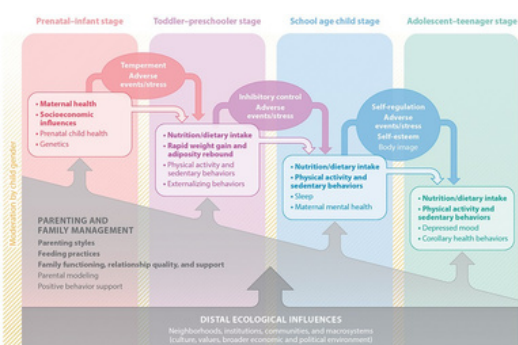 Prenatal–infant stage
Toddler–preschooler stage
School age child stage
Adolescent–teenager stage
Temperment
Adverse
events/stress
Inhibitory control
Adverse
events/stress
Self-regulation
Adverse
events/stress
Self-esteem
Body image
• Maternal health
• Socioeconomic
influences
• Prenatal child health
• Genetics
• Nutrition/dietary intake
• Rapid weight gain and
adiposity rebound
• Physical activity and
sedentary behaviors
• Externalizing behaviors
• Nutrition/dietary intake
• Physical activity and
sedentary behaviors
• Sleep
• Maternal mental health
• Nutrition/dietary intake
• Physical activity and
sedentary behaviors
• Depressed mood
• Corollary health behaviors
Moderation by child gender
PARENTING AND
FAMILY MANAGEMENT
Parenting styles
Feeding practices
Family functioning, relationship quality, and support
Parental modeling
Positive behavior support
DISTAL ECOLOGICAL INFLUENCES
Neighborhoods, institutions, communities, and macrosystems
(culture, values, broader economic and political environment)